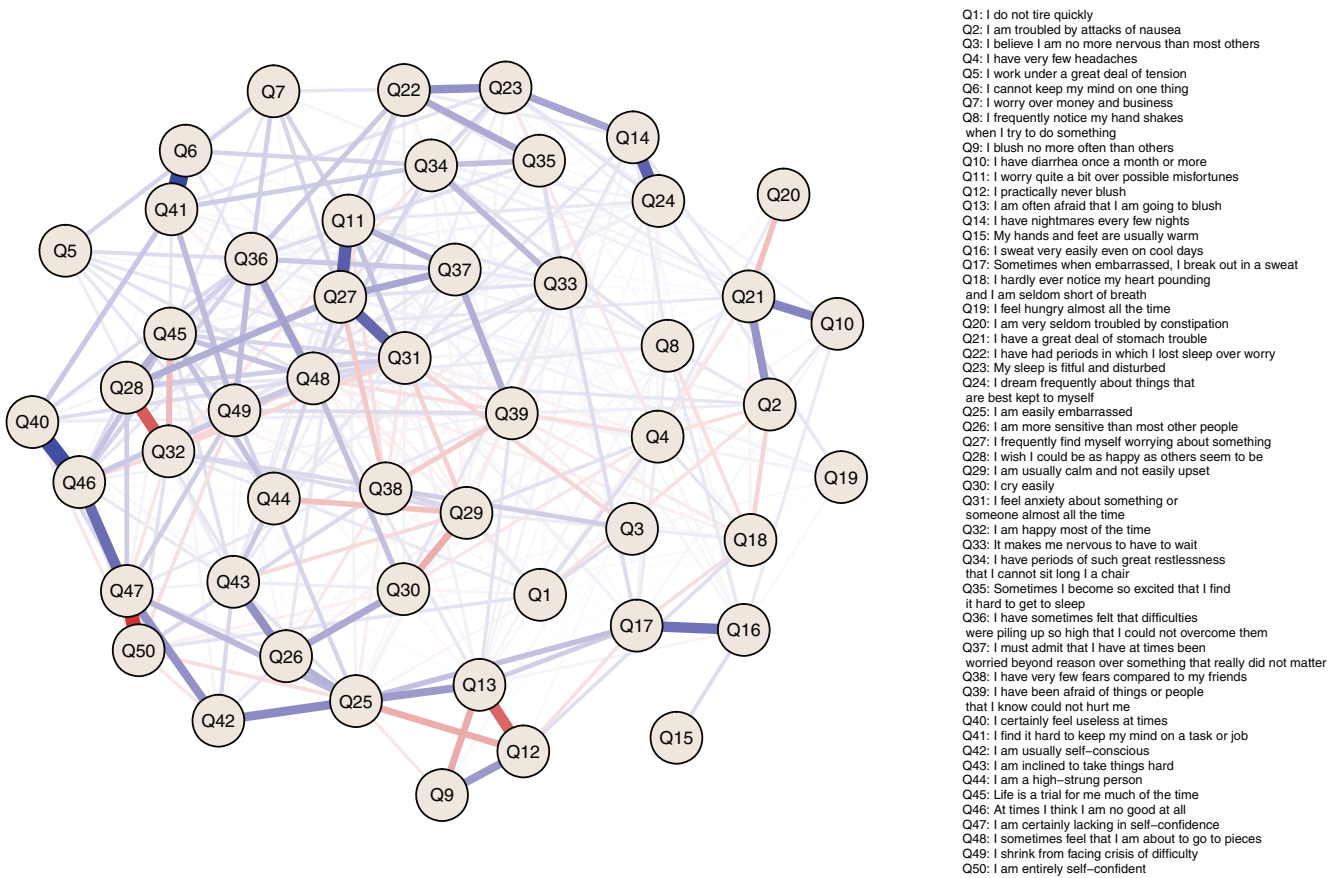 Q7
Q22
Q23
Q6
Q14
Q34
Q35
Q41
Q24
Q20
Q11
Q5
Q36
Q37
Q33
Q27
Q21
Q10
Q45
Q31
Q8
Q28
Q48
Q2
Q49
Q39
Q40
Q4
Q32
Q46
Q19
Q38
Q44
Q29
Q3
Q18
Q43
Q47
Q30
Q1
Q17
Q16
Q50
Q26
Q13
Q25
Q42
Q15
Q12
Q9
Q1: I do not tire quickly
Q2: I am troubled by attacks of nausea
Q3: I believe I am no more nervous than most others
Q4: I have very few headaches
Q5: I work under a great deal of tension
Q6: I cannot keep my mind on one thing
Q7: I worry over money and business
Q8: I frequently notice my hand shakes
when I try to do something
Q9: I blush no more often than others
Q10: I have diarrhea once a month or more
Q11: I worry quite a bit over possible misfortunes
Q12: I practically never blush
Q13: I am often afraid that I am going to blush
Q14: I have nightmares every few nights
Q15: My hands and feet are usually warm
Q16: I sweat very easily even on cool days
Q17: Sometimes when embarrassed, I break out in a sweat
Q18: I hardly ever notice my heart pounding
and I am seldom short of breath
Q19: I feel hungry almost all the time
Q20: I am very seldom troubled by constipation
Q21: I have a great deal of stomach trouble
Q22: I have had periods in which I lost sleep over worry
Q23: My sleep is fitful and disturbed
Q24: I dream frequently about things that
are best kept to myself
Q25: I am easily embarrassed
Q26: I am more sensitive than most other people
Q27: I frequently find myself worrying about something
Q28: I wish I could be as happy as others seem to be
Q29: I am usually calm and not easily upset
Q30: I cry easily
Q31: I feel anxiety about something or
someone almost all the time
Q32: I am happy most of the time
Q33: It makes me nervous to have to wait
Q34: I have periods of such great restlessness
that I cannot sit long I a chair
Q35: Sometimes I become so excited that I find
it hard to get to sleep
Q36: I have sometimes felt that difficulties
were piling up so high that I could not overcome them
Q37: I must admit that I have at times been
worried beyond reason over something that really did not matter
Q38: I have very few fears compared to my friends
Q39: I have been afraid of things or people
that I know could not hurt me
Q40: I certainly feel useless at times
Q41: I find it hard to keep my mind on a task or job
Q42: I am usually self−conscious
Q43: I am inclined to take things hard
Q44: I am a high−strung person
Q45: Life is a trial for me much of the time
Q46: At times I think I am no good at all
Q47: I am certainly lacking in self−confidence
Q48: I sometimes feel that I am about to go to pieces
Q49: I shrink from facing crisis of difficulty
Q50: I am entirely self−confident